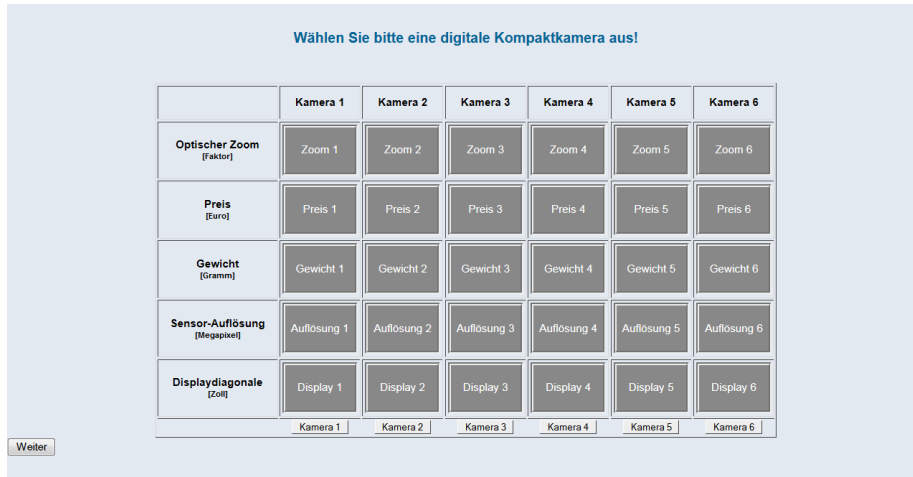 Wählen Sie bitte eine digitale Kompaktkamera aus!
Kamera 1 Kamera 2 Kamera 3 Kamera 4 Kamera 5 Kamera 6
Optischer Zoom
[Faktor]
Zoom 1 Zoom 2 Zoom 3 Zoom 4 Zoom 5 Zoom 6
Preis
[Euro]
Preis 1 Preis 2 Preis 3 Preis 4 Preis 5 Preis 6
Gewicht
[Gramm]
Gewicht 1 Gewicht 2 Gewicht 3 Gewicht 4 Gewicht 5 Gewicht 6
Sensor-Auflösung
[Megapixel]
Auflösung 1 Auflösung 2 Auflösung 3 Auflösung 4 Auflösung 5 Auflösung 6
Displaydiagonale
[Zoll]
Display 1 Display 2 Display 3 Display 4 Display 5 Display 6
Kamera 1 Kamera 2 Kamera 3 Kamera 4 Kamera 5 Kamera 6
Weiter